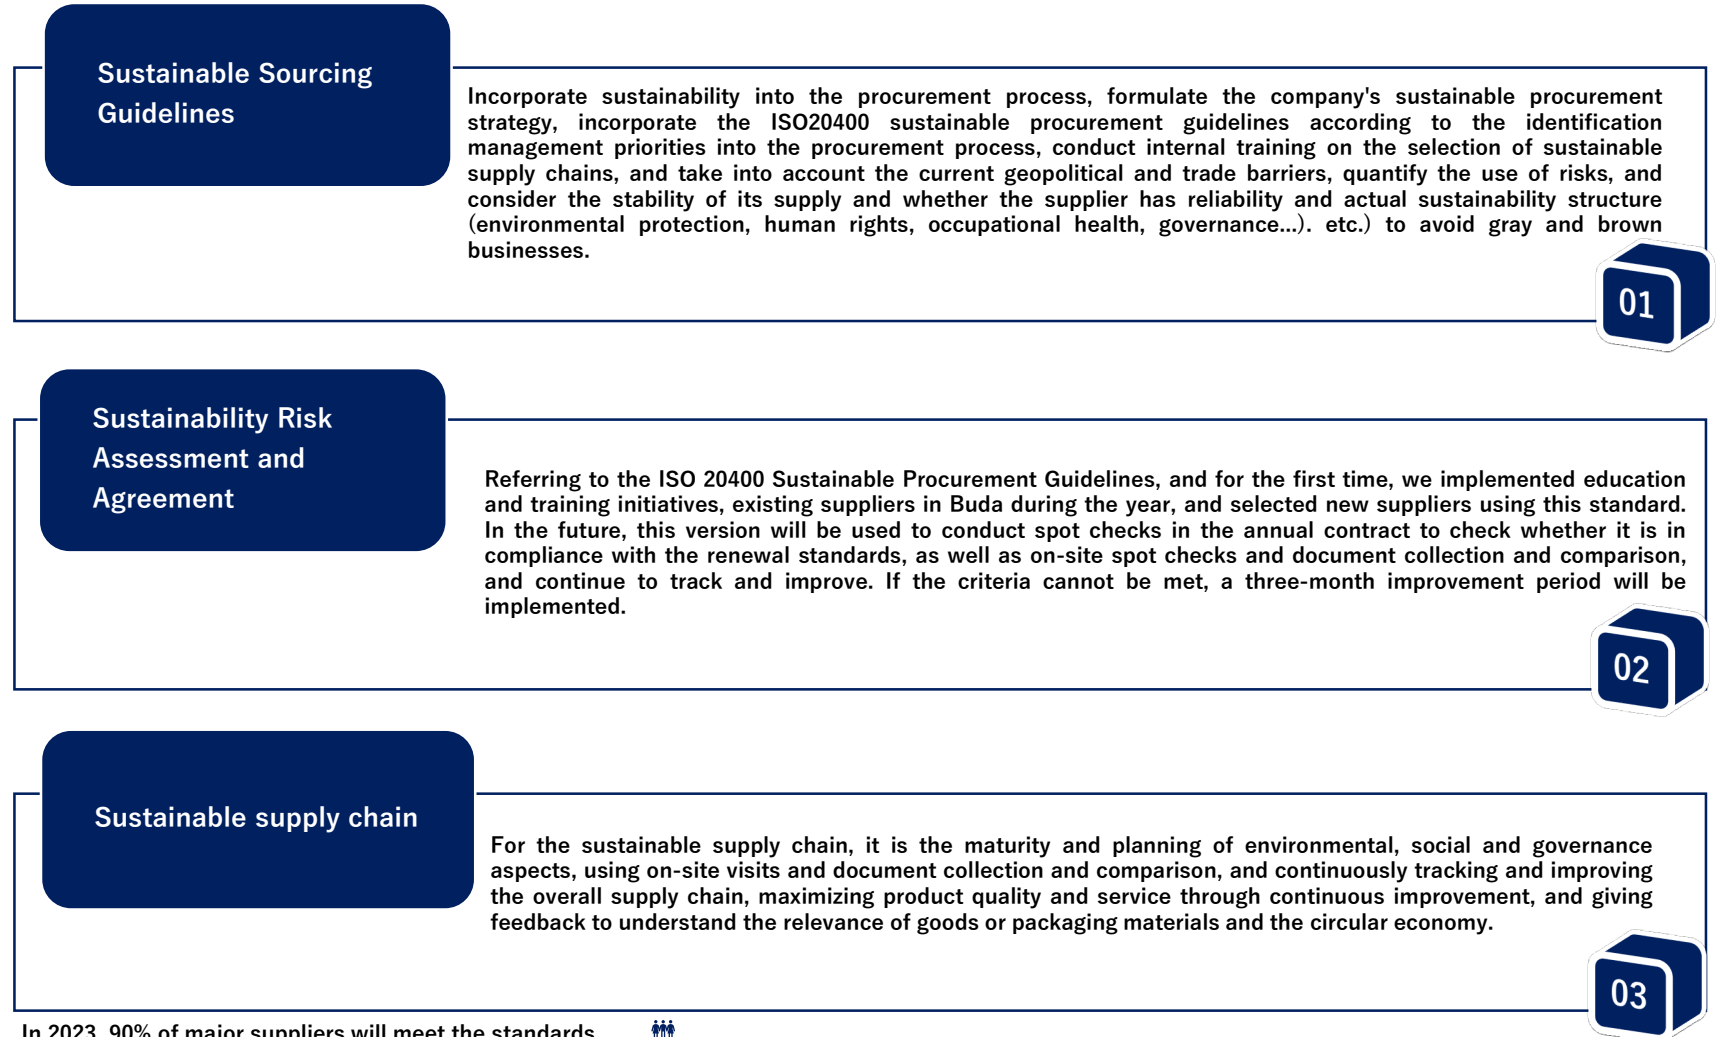 Sustainable Sourcing
Guidelines
Incorporate sustainability into the procurement process, formulate the company's sustainable procurement
strategy, incorporate the ISO20400 sustainable procurement guidelines according to the identification
management priorities into the procurement process, conduct internal training on the selection of sustainable
supply chains, and take into account the current geopolitical and trade barriers, quantify the use of risks, and
consider the stability of its supply and whether the supplier has reliability and actual sustainability structure
(environmental protection, human rights, occupational health, governance...). etc.) to avoid gray and brown
businesses.
01
Sustainability Risk
Assessment and
Agreement
Referring to the ISO 20400 Sustainable Procurement Guidelines, and for the first time, we implemented education
and training initiatives, existing suppliers in Buda during the year, and selected new suppliers using this standard.
In the future, this version will be used to conduct spot checks in the annual contract to check whether it is in
compliance with the renewal standards, as well as on-site spot checks and document collection and comparison,
and continue to track and improve. If the criteria cannot be met, a three-month improvement period will be
implemented.
02
Sustainable supply chain
For the sustainable supply chain, it is the maturity and planning of environmental, social and governance
aspects, using on-site visits and document collection and comparison, and continuously tracking and improving
the overall supply chain, maximizing product quality and service through continuous improvement, and giving
feedback to understand the relevance of goods or packaging materials and the circular economy.
03
In 2023, 90% of major suppliers will meet the standards